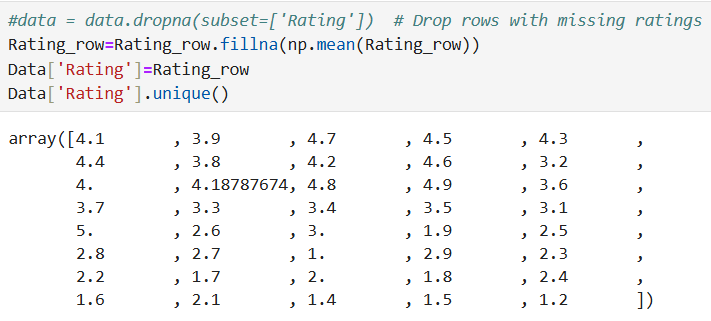 #data = data.dropna(subset=['Rating'])  # Drop rows with missing ratings
Rating_row=Rating_row.fillna(np.mean(Rating_row))
Data['Rating']=Rating_row
Data['Rating'].unique()
array([4.1       , 3.9       , 4.7       , 4.5       , 4.3       ,
       4.4       , 3.8       , 4.2       , 4.6       , 3.2       ,
       4.        , 4.18787674, 4.8       , 4.9       , 3.6       ,
       3.7       , 3.3       , 3.4       , 3.5       , 3.1       ,
       5.        , 2.6       , 3.        , 1.9       , 2.5       ,
       2.8       , 2.7       , 1.        , 2.9       , 2.3       ,
       2.2       , 1.7       , 2.        , 1.8       , 2.4       ,
       1.6       , 2.1       , 1.4       , 1.5       , 1.2       ])